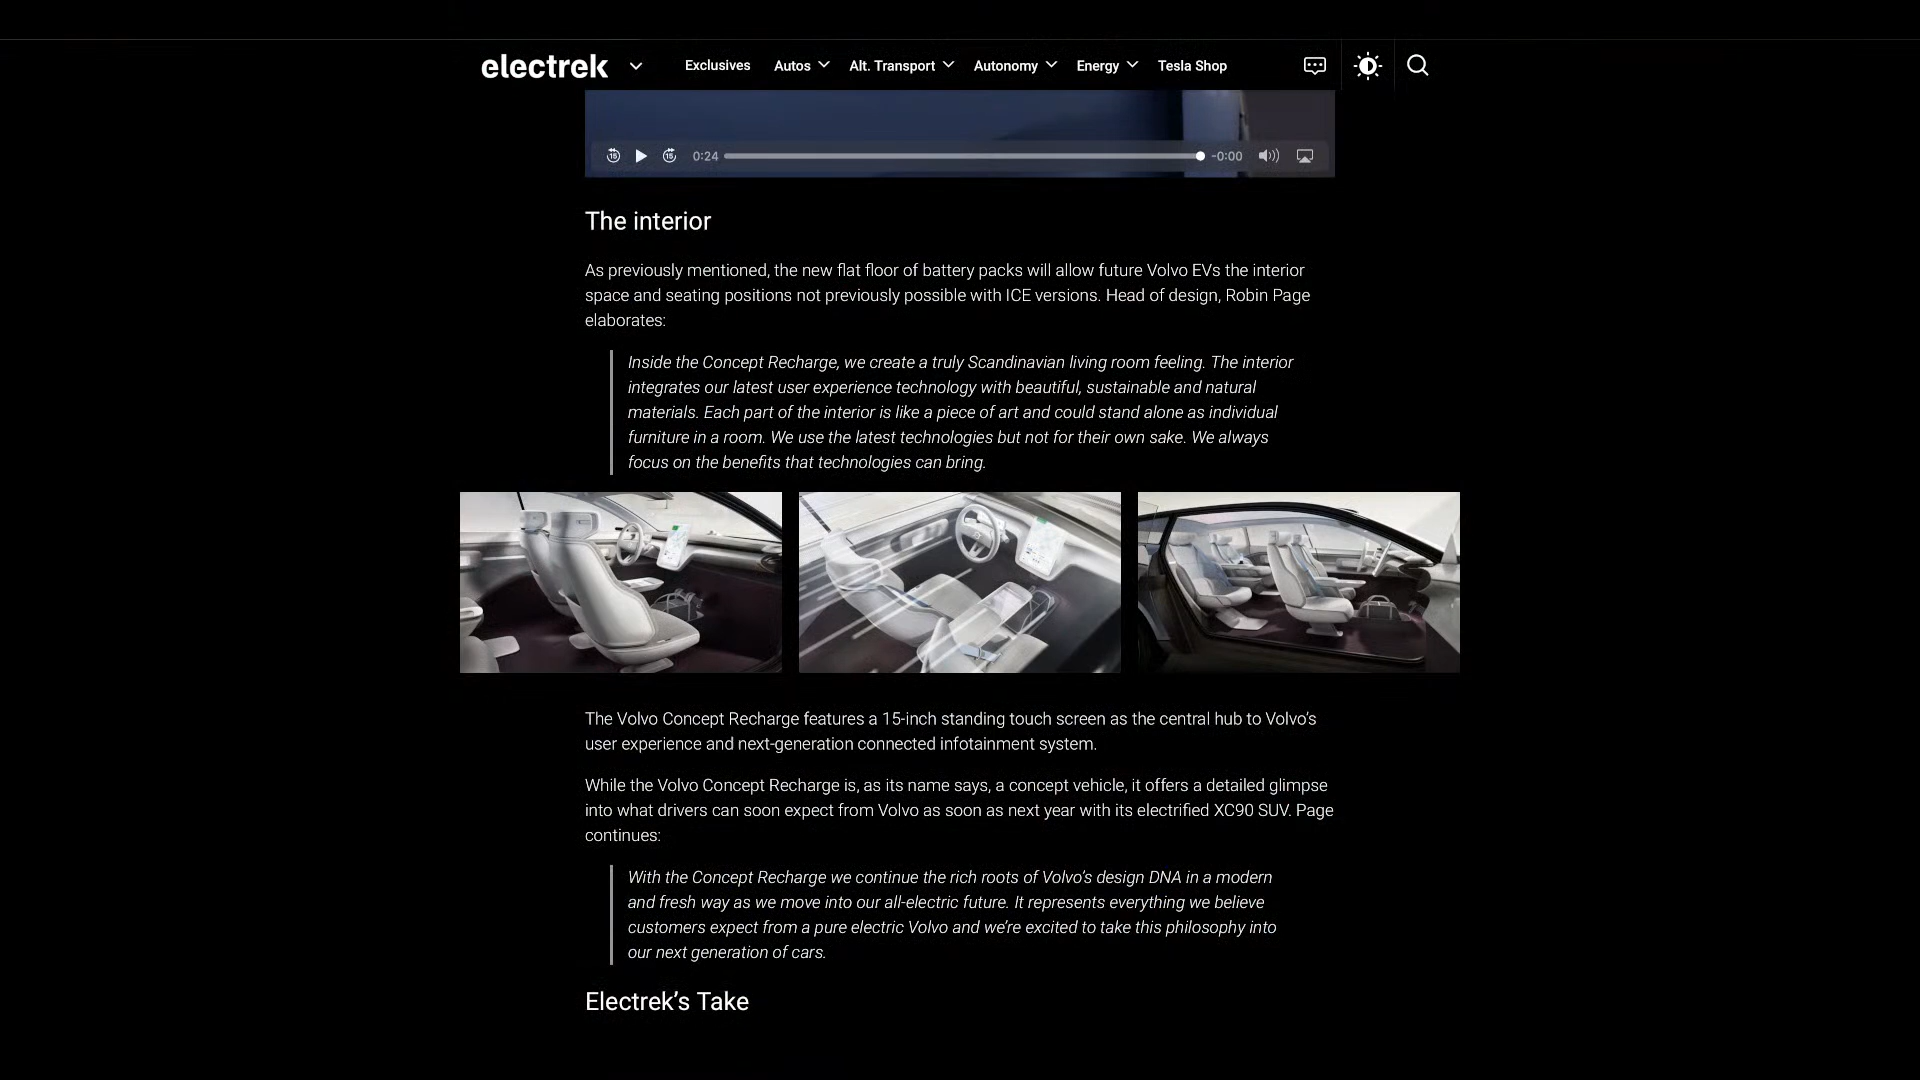 electrek Exclusives Autos Alt. Transport Autonomy Energy Tesla Shop
15 15 0:24 -0:00
The interior
As previously mentioned, the new flat floor of battery packs will allow future Volvo EVs the interior
space and seating positions not previously possible with ICE versions. Head of design, Robin Page
elaborates:
Inside the Concept Recharge, we create a truly Scandinavian living room feeling. The interior
integrates our latest user experience technology with beautiful, sustainable and natural
materials. Each part of the interior is like a piece of art and could stand alone as individual
furniture in a room. We use the latest technologies but not for their own sake. We always
focus on the benefits that technologies can bring.
The Volvo Concept Recharge features a 15-inch standing touch screen as the central hub to Volvo’s
user experience and next-generation connected infotainment system.
While the Volvo Concept Recharge is, as its name says, a concept vehicle, it offers a detailed glimpse
into what drivers can soon expect from Volvo as soon as next year with its electrified XC90 SUV. Page
continues:
With the Concept Recharge we continue the rich roots of Volvo’s design DNA in a modern
and fresh way as we move into our all-electric future. It represents everything we believe
customers expect from a pure electric Volvo and we’re excited to take this philosophy into
our next generation of cars.
Electrek’s Take